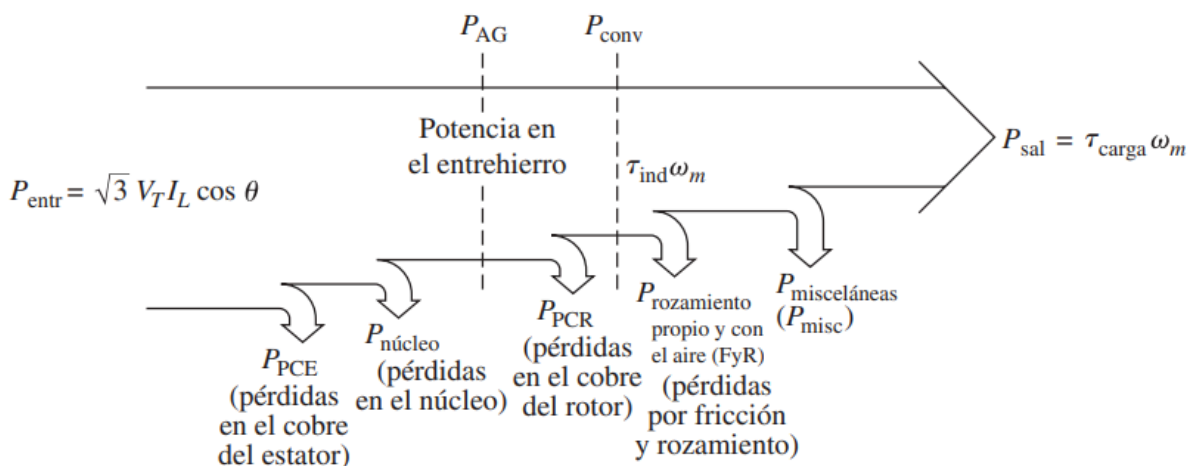 P_AG
P_conv
Potencia en
el entrehierro
τ_ind ω_m
P_sal = τ_carga ω_m
P_entr = √3 V_T I_L cos θ
P_PCE
(pérdidas
en el cobre
del estator)
P_núcleo
(pérdidas
en el núcleo)
P_PCR
(pérdidas
en el cobre
del rotor)
P_rozamiento
propio y con
el aire (FyR)
(pérdidas
por fricción
y rozamiento)
P_misceláneas
(P_misc)